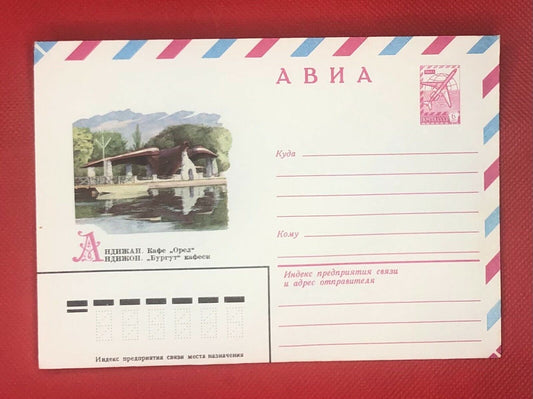 АВИА
Куда
Кому
АНДИЖАН. Кафе „Орел"
АНДИЖОН. „Бургут" кафеси
Индекс предприятия связи
и адрес отправителя
Индекс предприятия связи места назначения